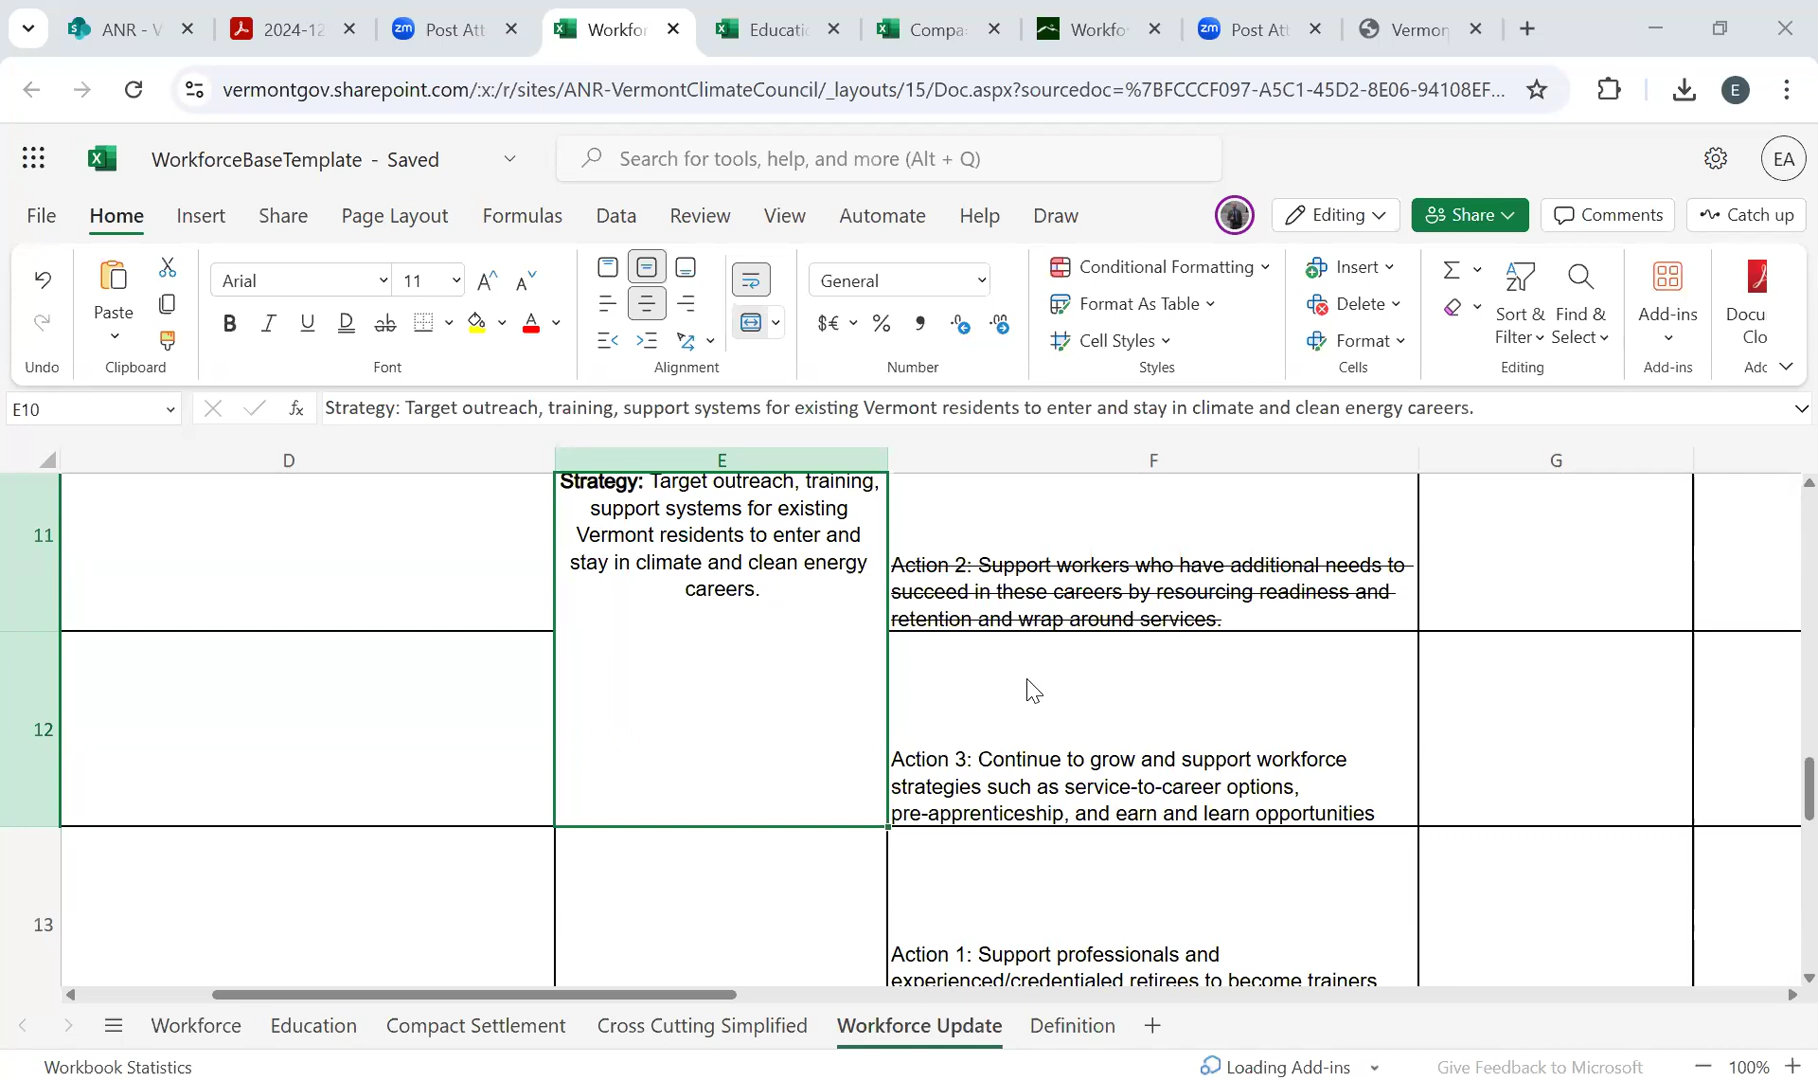 ANR - V
2024-12
Post Att
Workfor
Educatio
Compa
Workfo
Post Att
Vermon
vermontgov.sharepoint.com/:x:/r/sites/ANR-VermontClimateCouncil/_layouts/15/Doc.aspx?sourcedoc=%7BFCCCF097-A5C1-45D2-8E06-94108EF...
E
WorkforceBaseTemplate - Saved
Search for tools, help, and more (Alt + Q)
EA
File Home Insert Share Page Layout Formulas Data Review View Automate Help Draw
Editing Share Comments Catch up
Paste
Arial 11
General
Conditional Formatting
Format As Table
Cell Styles
Insert
Delete
Format
Sort & Filter
Find & Select
Add-ins
Docu
Clo
Undo Clipboard Font Alignment Number Styles Cells Editing Add-ins Adc
E10
Strategy: Target outreach, training, support systems for existing Vermont residents to enter and stay in climate and clean energy careers.
D E F G
11
Strategy: Target outreach, training,
support systems for existing
Vermont residents to enter and
stay in climate and clean energy
careers.
Action 2: Support workers who have additional needs to
succeed in these careers by resourcing readiness and
retention and wrap around services.
12
Action 3: Continue to grow and support workforce
strategies such as service-to-career options,
pre-apprenticeship, and earn and learn opportunities
13
Action 1: Support professionals and
experienced/credentialed retirees to become trainers
Workforce Education Compact Settlement Cross Cutting Simplified Workforce Update Definition
Workbook Statistics
Loading Add-ins
Give Feedback to Microsoft
100%